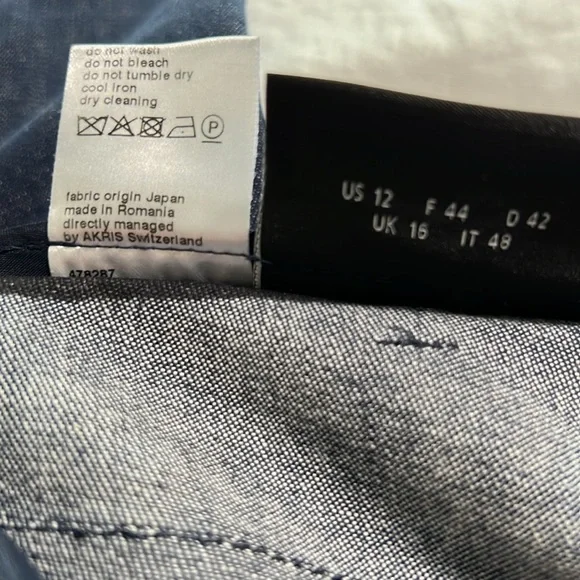 do not wash
do not bleach
do not tumble dry
cool iron
dry cleaning
P
fabric origin Japan
made in Romania
directly managed
by AKRIS Switzerland
478287
US 12 F 44 D 42
UK 16 IT 48